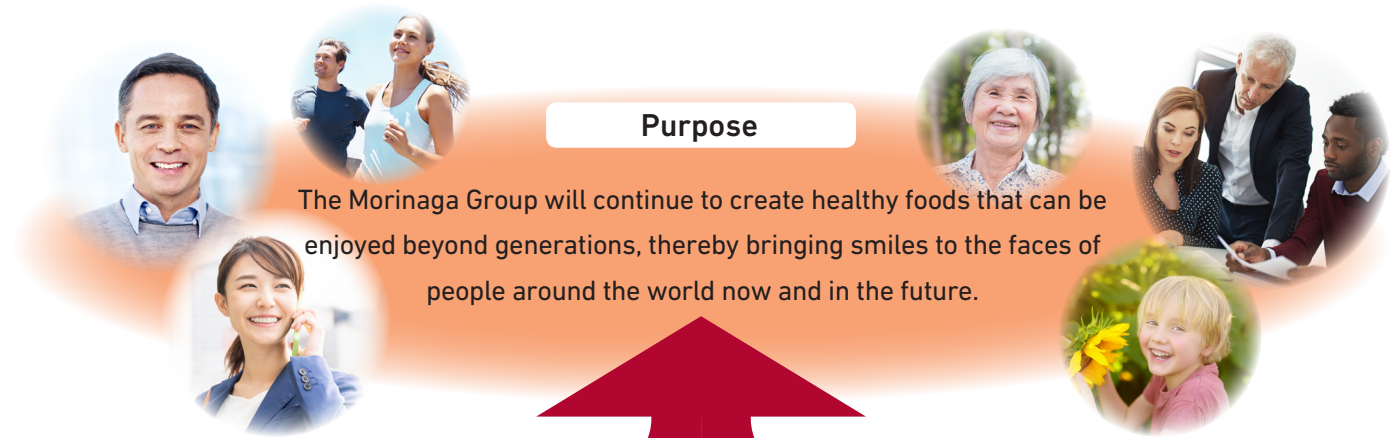 Purpose
The Morinaga Group will continue to create healthy foods that can be
enjoyed beyond generations, thereby bringing smiles to the faces of
people around the world now and in the future.